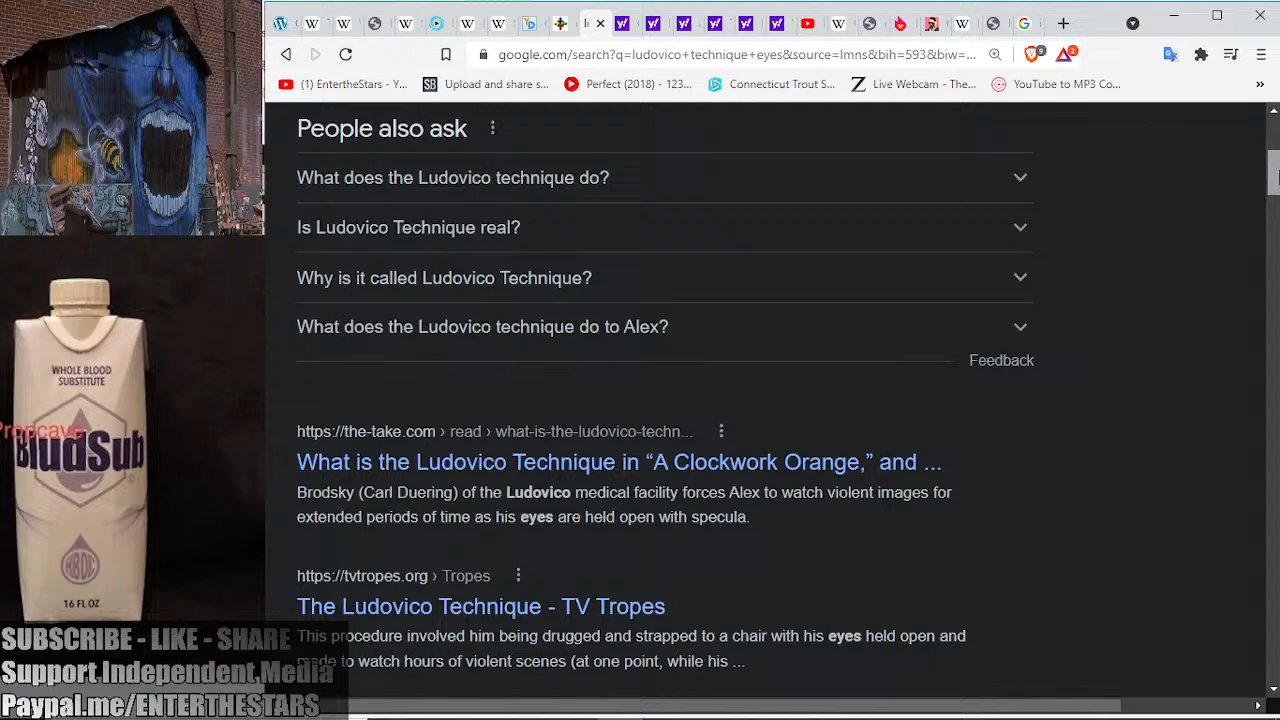 google.com/search?q=ludovico+technique+eyes&source=lmns&bih=593&biw=...
9
2
(1) EntertheStars - Y...
SB
Upload and share s...
Perfect (2018) - 123...
Connecticut Trout S...
Live Webcam - The...
YouTube to MP3 Co...
»
People also ask
What does the Ludovico technique do?
Is Ludovico Technique real?
Why is it called Ludovico Technique?
What does the Ludovico technique do to Alex?
Feedback
https://the-take.com › read › what-is-the-ludovico-techn...
What is the Ludovico Technique in “A Clockwork Orange,” and ...
Brodsky (Carl Duering) of the Ludovico medical facility forces Alex to watch violent images for
extended periods of time as his eyes are held open with specula.
https://tvtropes.org › Tropes
The Ludovico Technique - TV Tropes
This procedure involved him being drugged and strapped to a chair with his eyes held open and
made to watch hours of violent scenes (at one point, while his ...
WHOLE BLOOD
SUBSTITUTE
Propcave
BludSub
HBOC
16 FL OZ
SUBSCRIBE - LIKE - SHARE
Support Independent Media
Paypal.me/ENTERTHESTARS